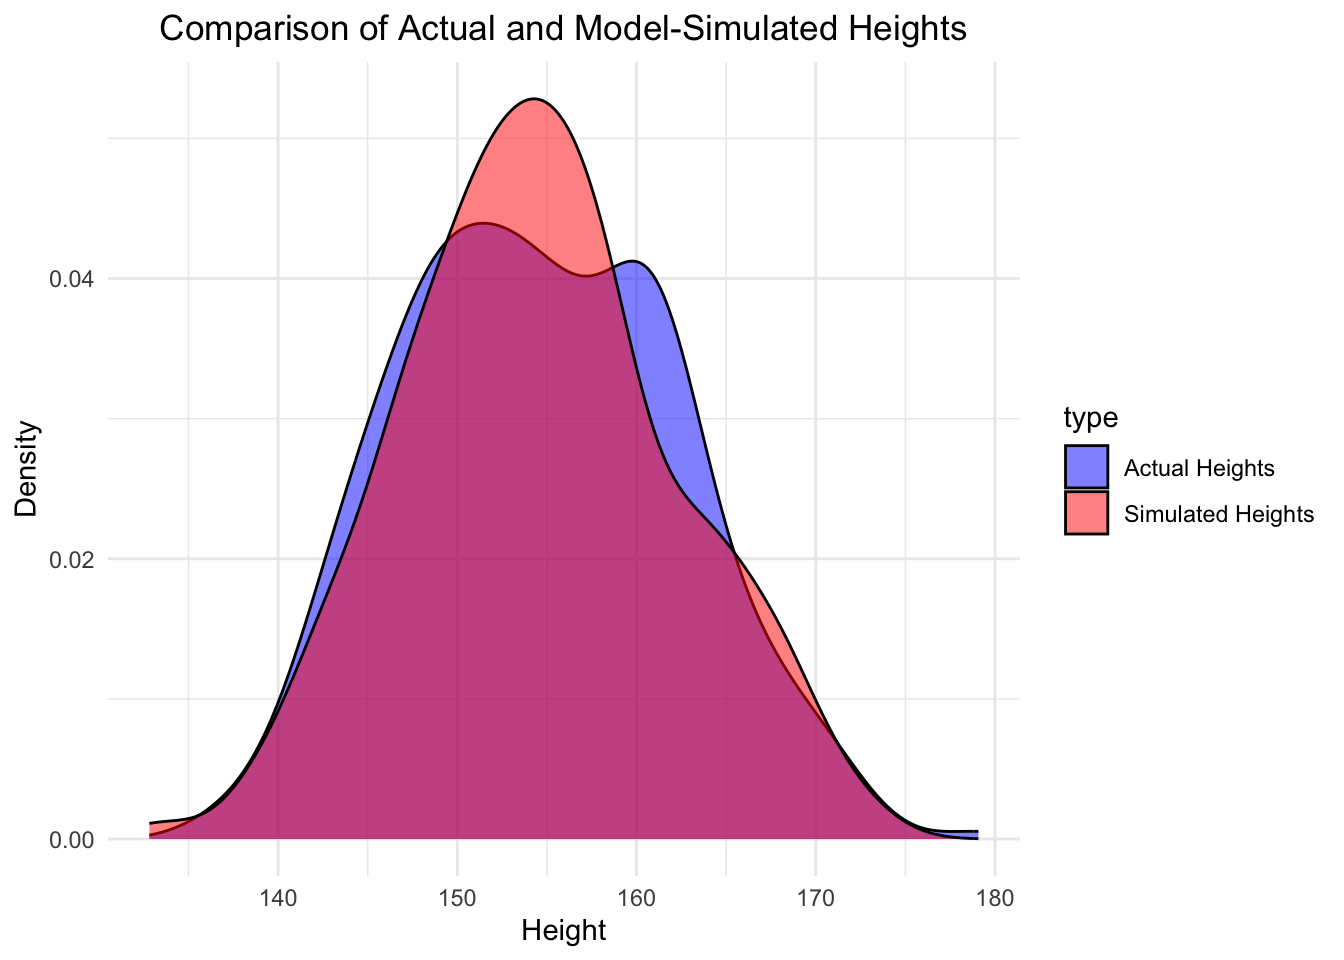 Comparison of Actual and Model-Simulated Heights
Density
0.04
0.02
0.00
140 150 160 170 180
Height
type
Actual Heights
Simulated Heights